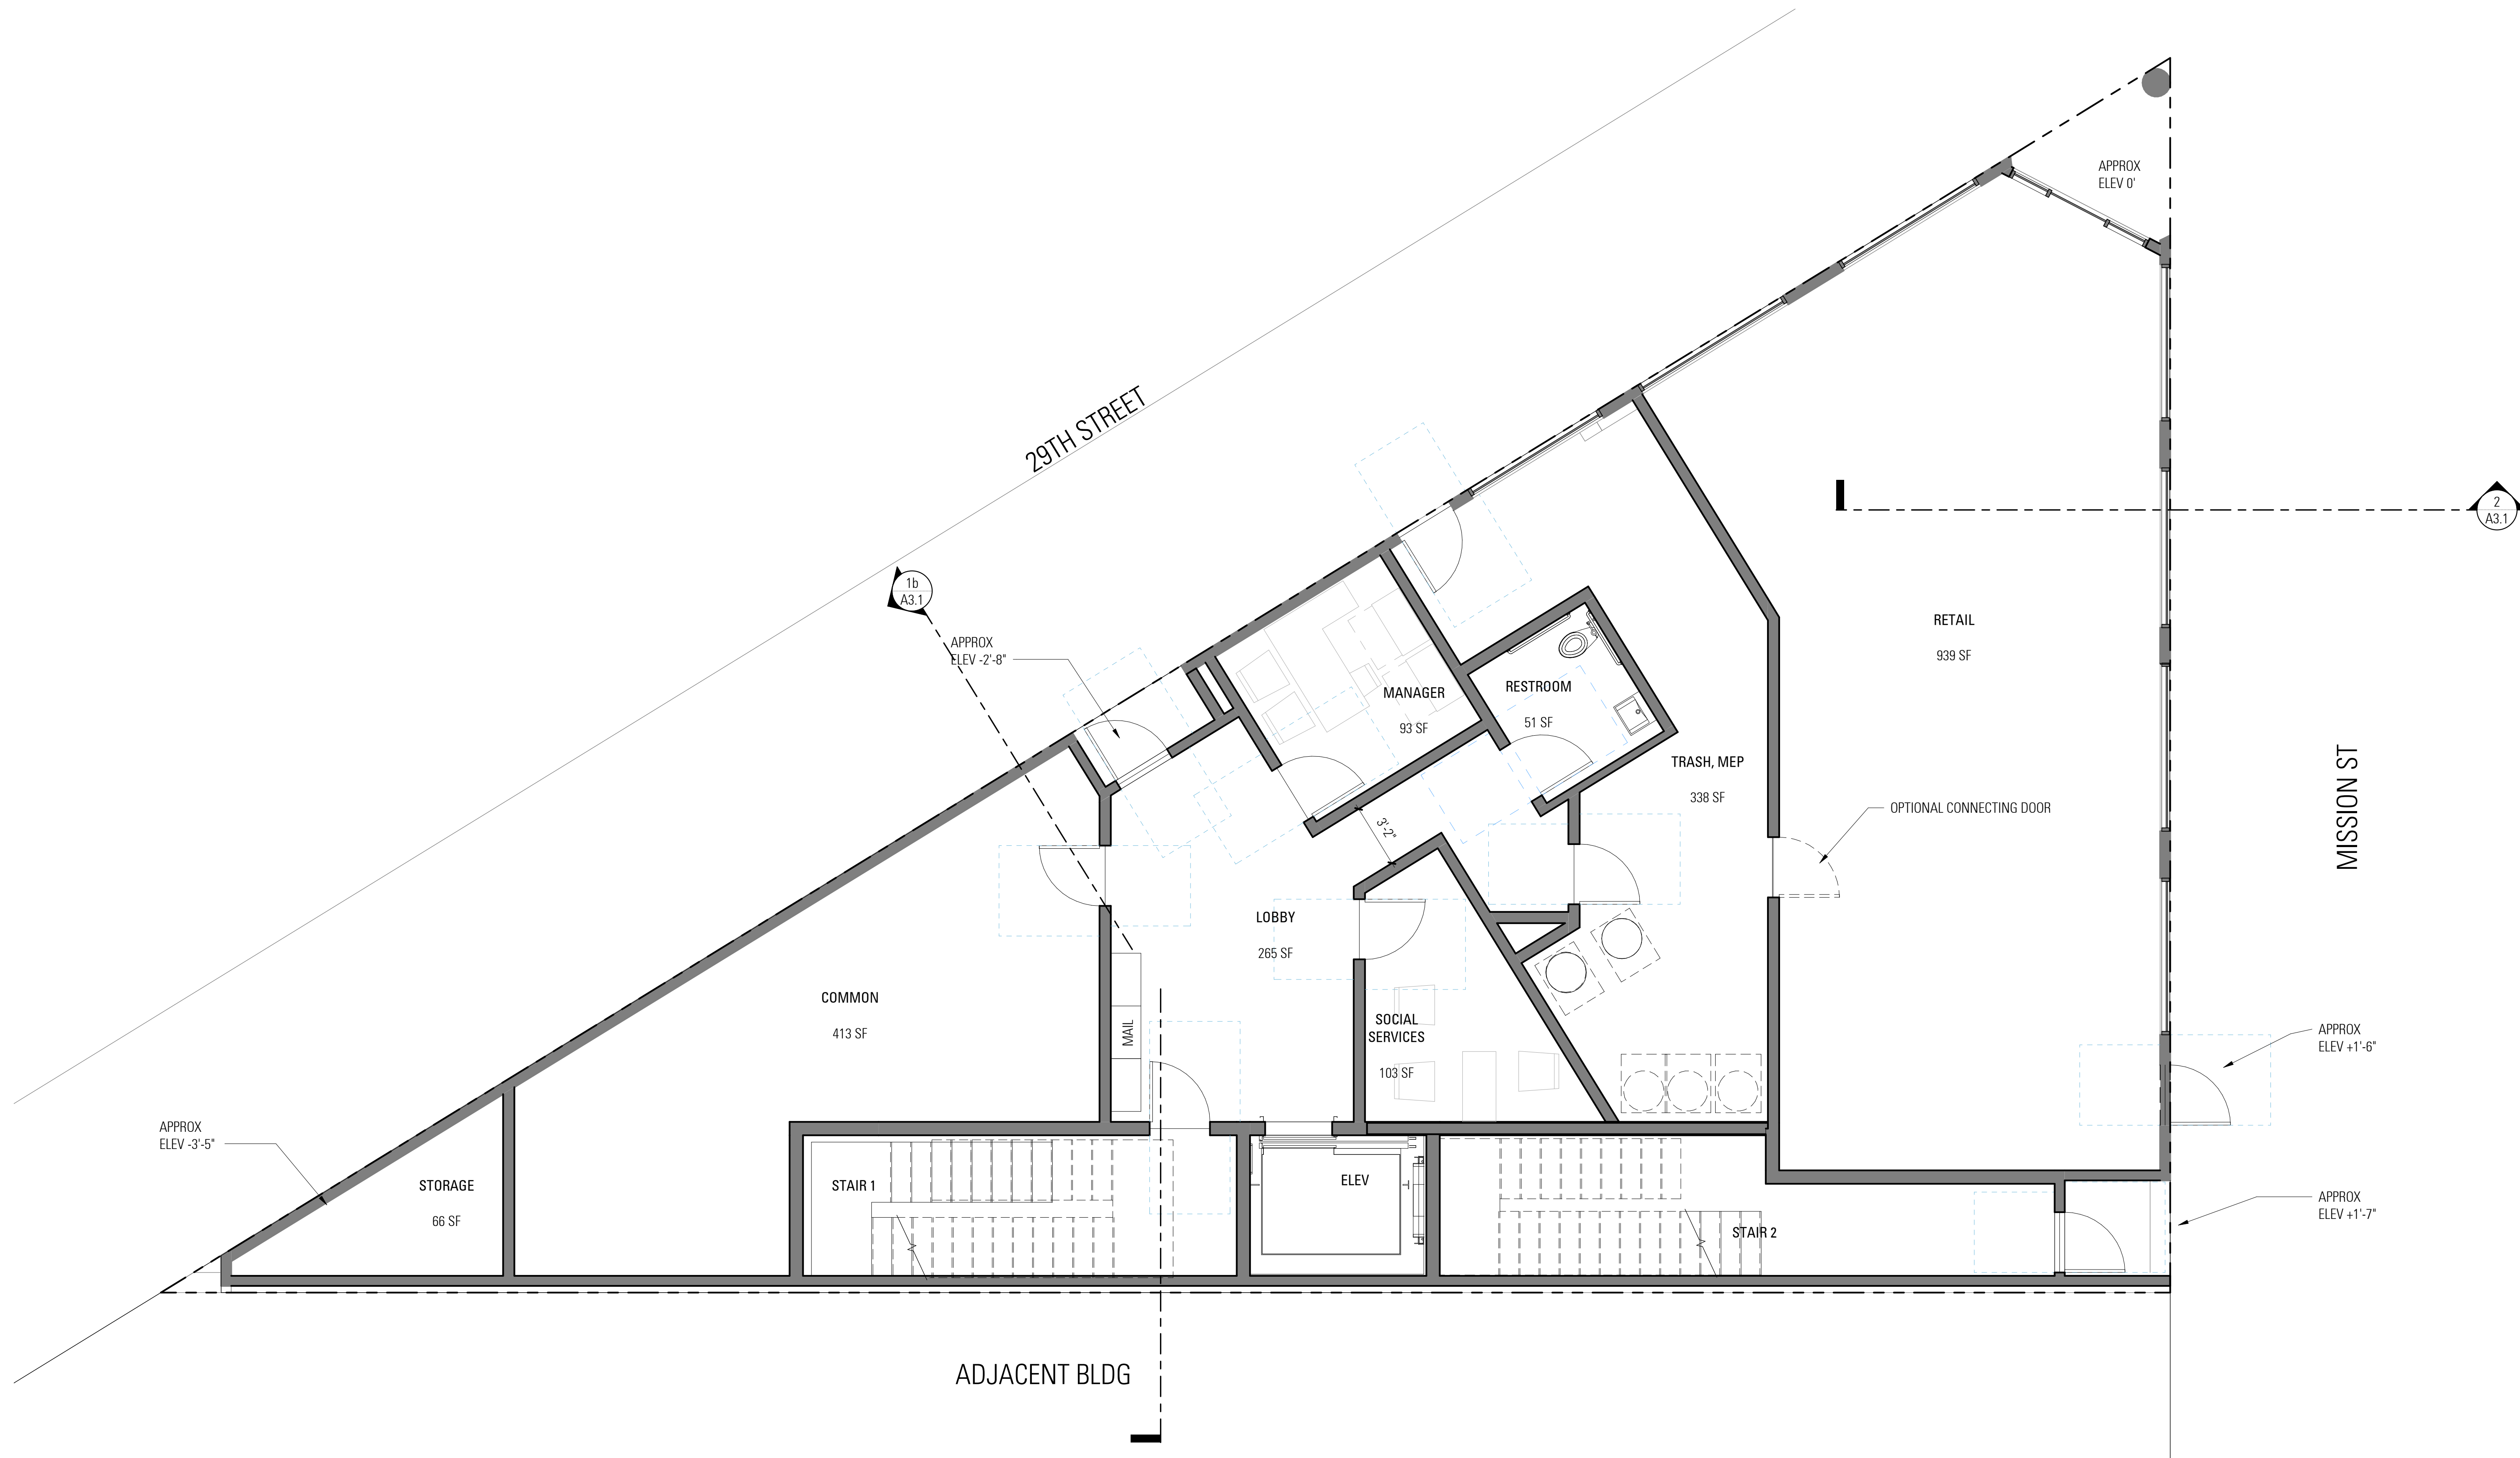 APPROX
ELEV 0'
29TH STREET
2
A3.1
1b
A3.1
APPROX
ELEV -2'-8"
RETAIL
939 SF
MANAGER
93 SF
RESTROOM
51 SF
TRASH, MEP
338 SF
OPTIONAL CONNECTING DOOR
MISSION ST
3'-2"
LOBBY
265 SF
COMMON
413 SF
MAIL
SOCIAL
SERVICES
103 SF
APPROX
ELEV +1'-6"
APPROX
ELEV -3'-5"
STORAGE
66 SF
STAIR 1
ELEV
STAIR 2
APPROX
ELEV +1'-7"
ADJACENT BLDG